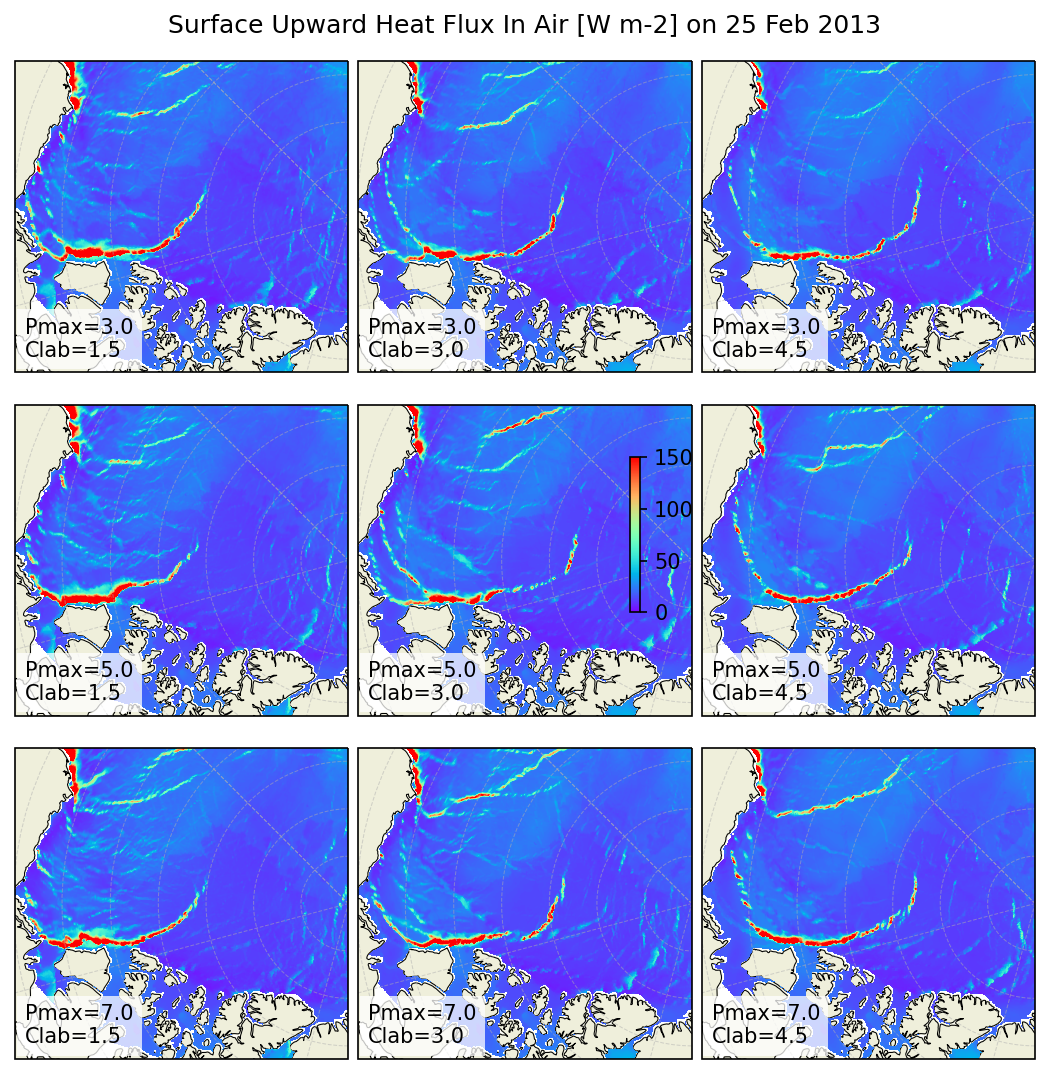 Surface Upward Heat Flux In Air [W m-2] on 25 Feb 2013
Pmax=3.0
Clab=1.5
Pmax=3.0
Clab=3.0
Pmax=3.0
Clab=4.5
150
100
50
0
Pmax=5.0
Clab=1.5
Pmax=5.0
Clab=3.0
Pmax=5.0
Clab=4.5
Pmax=7.0
Clab=1.5
Pmax=7.0
Clab=3.0
Pmax=7.0
Clab=4.5